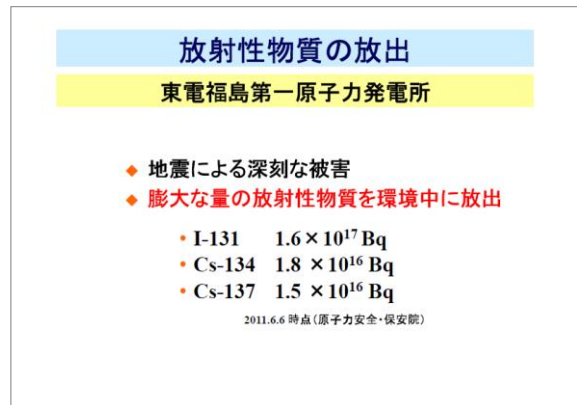 放射性物質の放出
東電福島第一原子力発電所
◆ 地震による深刻な被害
◆ 膨大な量の放射性物質を環境中に放出
• I-131 1.6×10¹⁷ Bq
• Cs-134 1.8 ×10¹⁶ Bq
• Cs-137 1.5 ×10¹⁶ Bq
2011.6.6 時点(原子力安全・保安院)